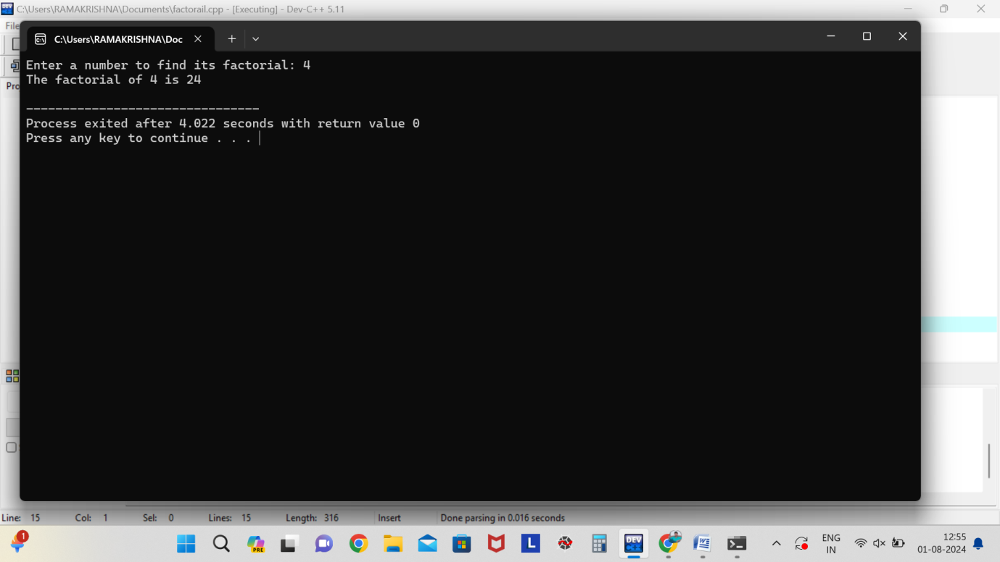 C:\Users\RAMAKRISHNA\Documents\factorail.cpp - [Executing] - Dev-C++ 5.11
File
C:\Users\RAMAKRISHNA\Doc
Enter a number to find its factorial: 4
The factorial of 4 is 24
Pro
--------------------------------
Process exited after 4.022 seconds with return value 0
Press any key to continue . . .
Line: 15 Col: 1 Sel: 0 Lines: 15 Length: 316 Insert Done parsing in 0.016 seconds
1
PRE
L
DEV C++
ENG
IN
12:55
01-08-2024